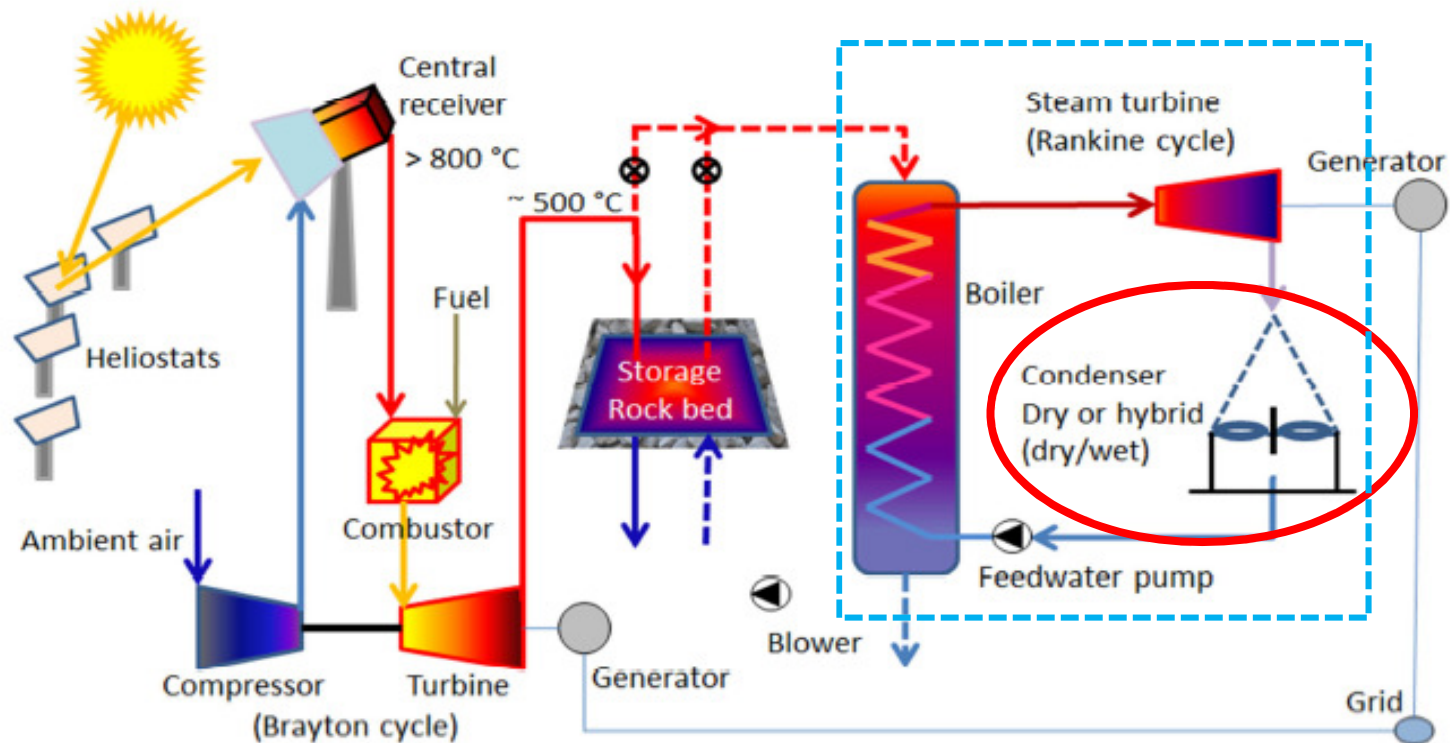 Central
receiver
> 800 °C
~ 500 °C
Steam turbine
(Rankine cycle)
Generator
Heliostats
Fuel
Storage
Rock bed
Boiler
Condenser
Dry or hybrid
(dry/wet)
Ambient air
Combustor
Feedwater pump
Blower
Compressor
Turbine
(Brayton cycle)
Generator
Grid